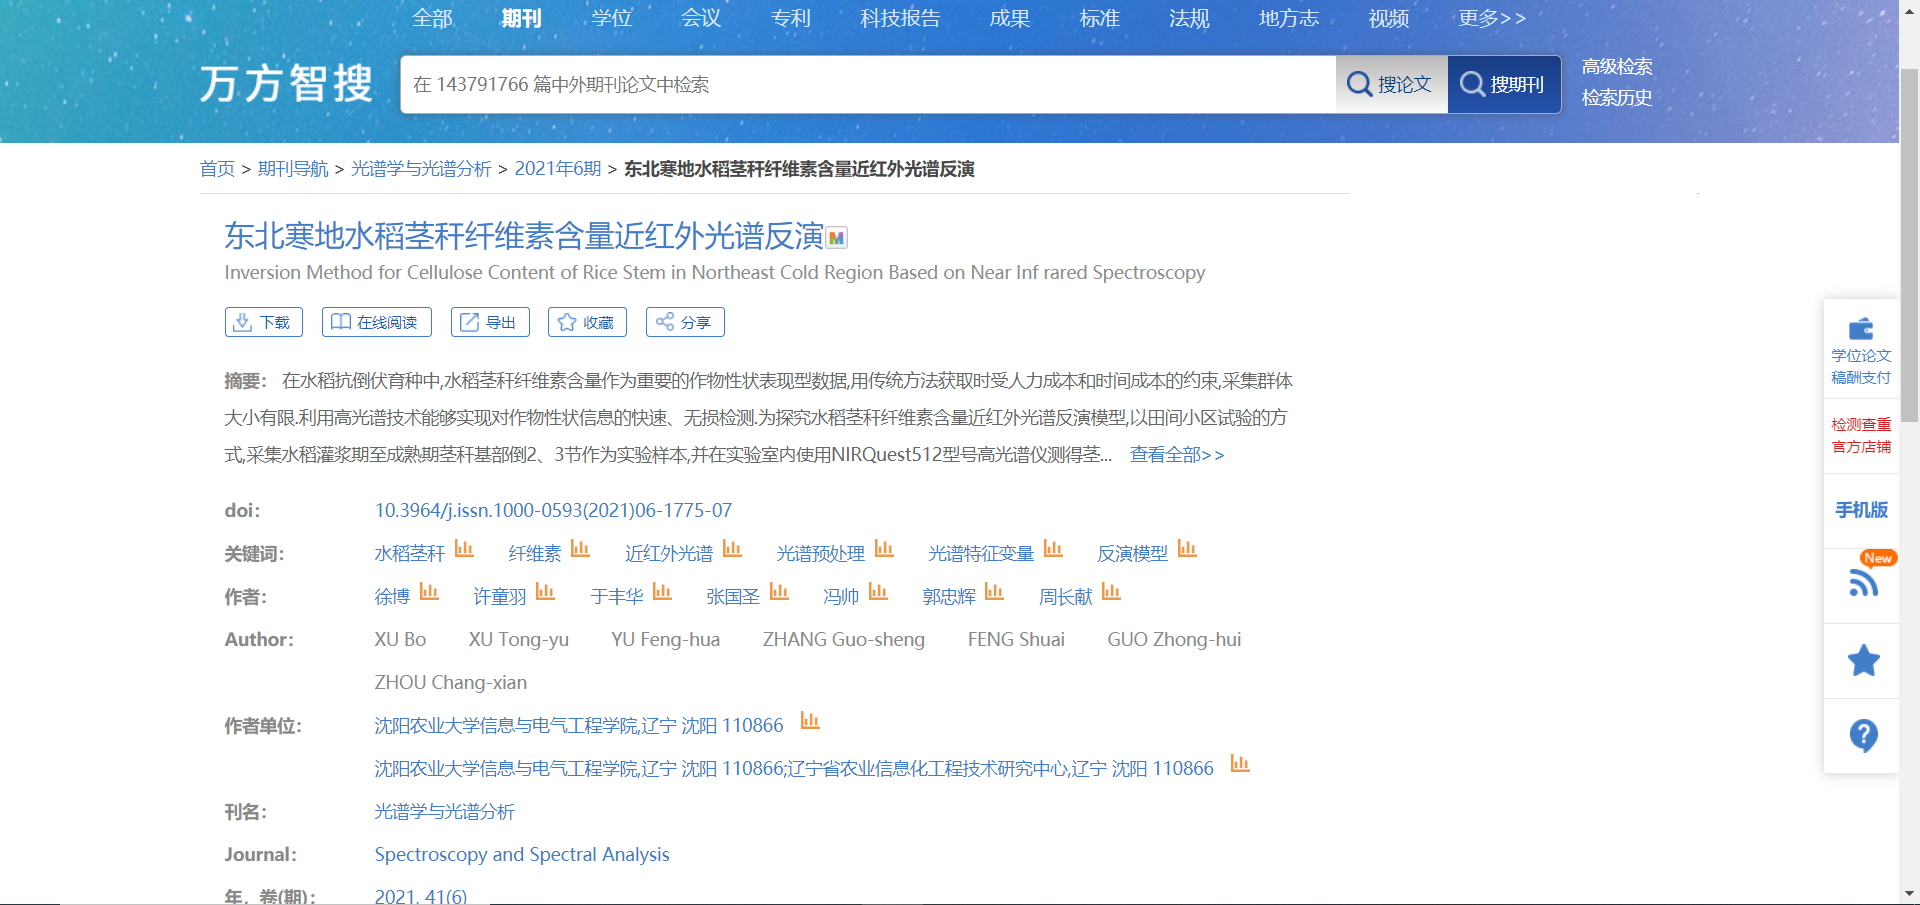 全部 期刊 学位 会议 专利 科技报告 成果 标准 法规 地方志 视频 更多>>
万方智搜 在 143791766 篇中外期刊论文中检索 搜论文 搜期刊 高级检索
检索历史
首页 > 期刊导航 > 光谱学与光谱分析 > 2021年6期 > 东北寒地水稻茎秆纤维素含量近红外光谱反演
东北寒地水稻茎秆纤维素含量近红外光谱反演 M
Inversion Method for Cellulose Content of Rice Stem in Northeast Cold Region Based on Near Inf rared Spectroscopy
下载 在线阅读 导出 收藏 分享
摘要： 在水稻抗倒伏育种中,水稻茎秆纤维素含量作为重要的作物性状表现型数据,用传统方法获取时受人力成本和时间成本的约束,采集群体
大小有限.利用高光谱技术能够实现对作物性状信息的快速、无损检测.为探究水稻茎秆纤维素含量近红外光谱反演模型,以田间小区试验的方
式,采集水稻灌浆期至成熟期茎秆基部倒2、3节作为实验样本,并在实验室内使用NIRQuest512型号高光谱仪测得茎... 查看全部>>
doi： 10.3964/j.issn.1000-0593(2021)06-1775-07
关键词： 水稻茎秆 纤维素 近红外光谱 光谱预处理 光谱特征变量 反演模型
作者： 徐博 许童羽 于丰华 张国圣 冯帅 郭忠辉 周长献
Author： XU Bo XU Tong-yu YU Feng-hua ZHANG Guo-sheng FENG Shuai GUO Zhong-hui
ZHOU Chang-xian
作者单位： 沈阳农业大学信息与电气工程学院,辽宁 沈阳 110866
沈阳农业大学信息与电气工程学院,辽宁 沈阳 110866;辽宁省农业信息化工程技术研究中心,辽宁 沈阳 110866
刊名： 光谱学与光谱分析
Journal： Spectroscopy and Spectral Analysis
年，卷(期)： 2021, 41(6)
学位论文
稿酬支付
检测查重
官方店铺
手机版
New